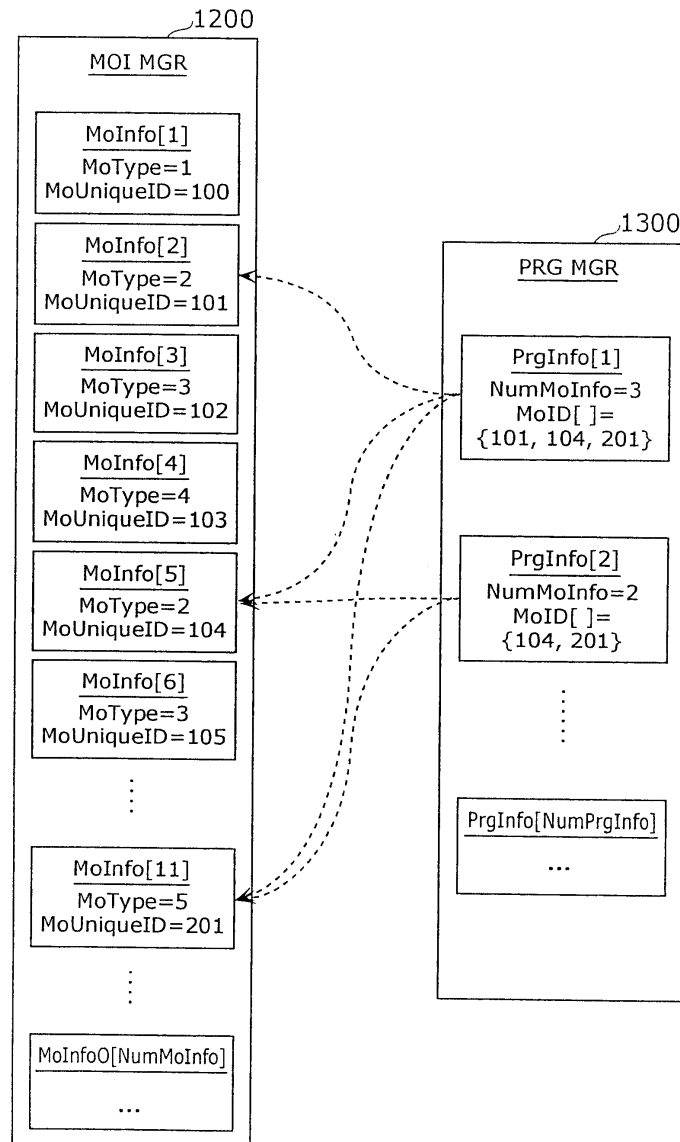 1200
MOI MGR
MoInfo[1]
MoType=1
MoUniqueID=100
MoInfo[2]
MoType=2
MoUniqueID=101
MoInfo[3]
MoType=3
MoUniqueID=102
MoInfo[4]
MoType=4
MoUniqueID=103
MoInfo[5]
MoType=2
MoUniqueID=104
MoInfo[6]
MoType=3
MoUniqueID=105
MoInfo[11]
MoType=5
MoUniqueID=201
MoInfoO[NumMoInfo]
...
1300
PRG MGR
PrgInfo[1]
NumMoInfo=3
MoID[ ]=
{101, 104, 201}
PrgInfo[2]
NumMoInfo=2
MoID[ ]=
{104, 201}
PrgInfo[NumPrgInfo]
...